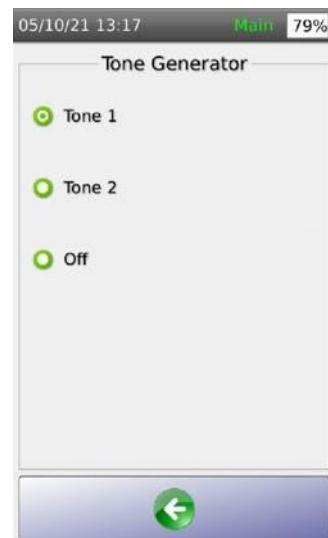 05/10/21 13:17 Main 79%
Tone Generator
Tone 1
Tone 2
Off